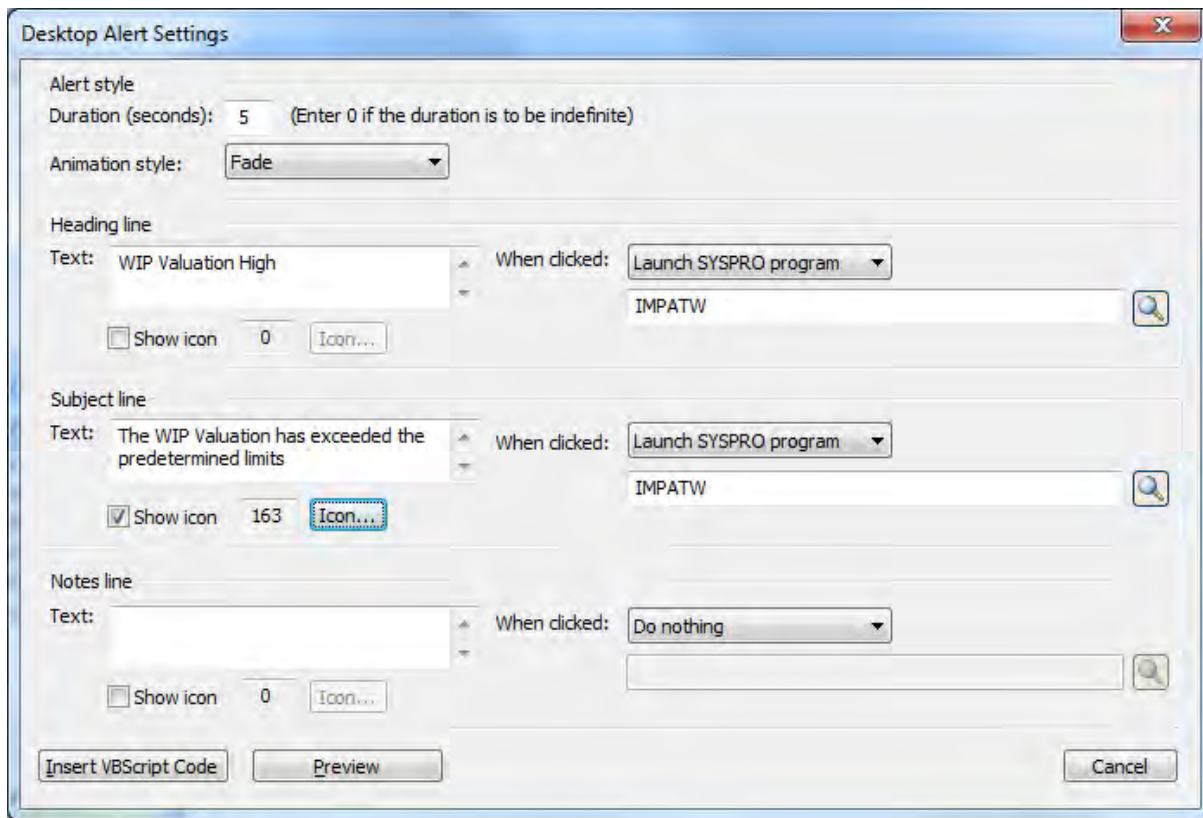 Desktop Alert Settings
Alert style
Duration (seconds): 5 (Enter 0 if the duration is to be indefinite)
Animation style: Fade
Heading line
Text: WIP Valuation High When clicked: Launch SYSPRO program
IMPATW
Show icon 0 Icon...
Subject line
Text: The WIP Valuation has exceeded the When clicked: Launch SYSPRO program
predetermined limits
IMPATW
Show icon 163 Icon...
Notes line
Text: When clicked: Do nothing
Show icon 0 Icon...
Insert VBScript Code Preview Cancel